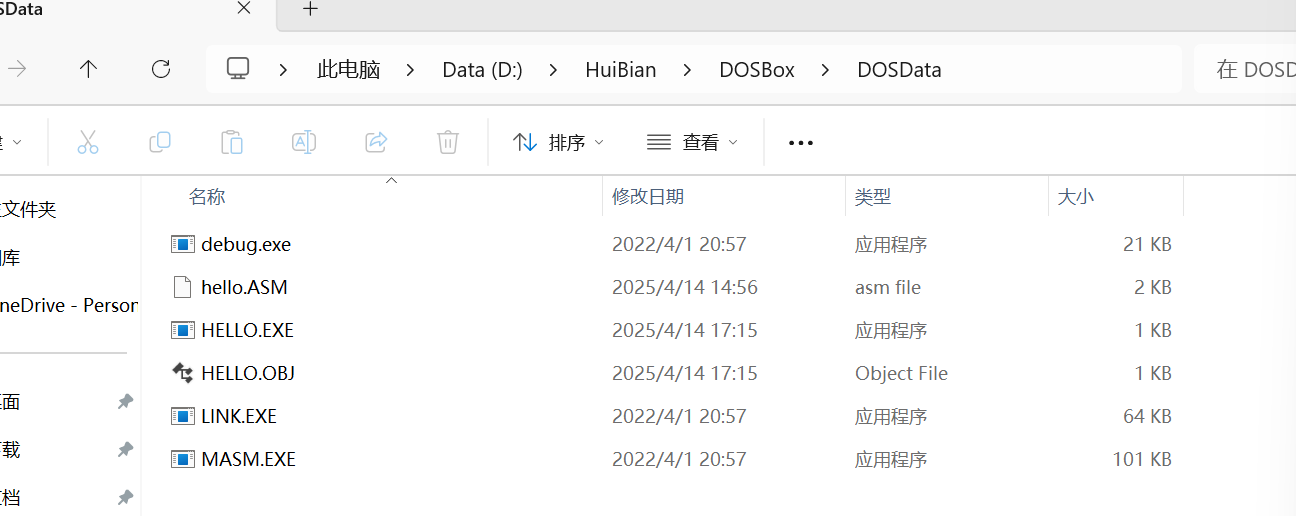 SData
此电脑 Data (D:) HuiBian DOSBox DOSData 在 DOSD
排序 查看
名称 修改日期 类型 大小
文件夹
库
neDrive - Person
面
载
档
debug.exe 2022/4/1 20:57 应用程序 21 KB
hello.ASM 2025/4/14 14:56 asm file 2 KB
HELLO.EXE 2025/4/14 17:15 应用程序 1 KB
HELLO.OBJ 2025/4/14 17:15 Object File 1 KB
LINK.EXE 2022/4/1 20:57 应用程序 64 KB
MASM.EXE 2022/4/1 20:57 应用程序 101 KB